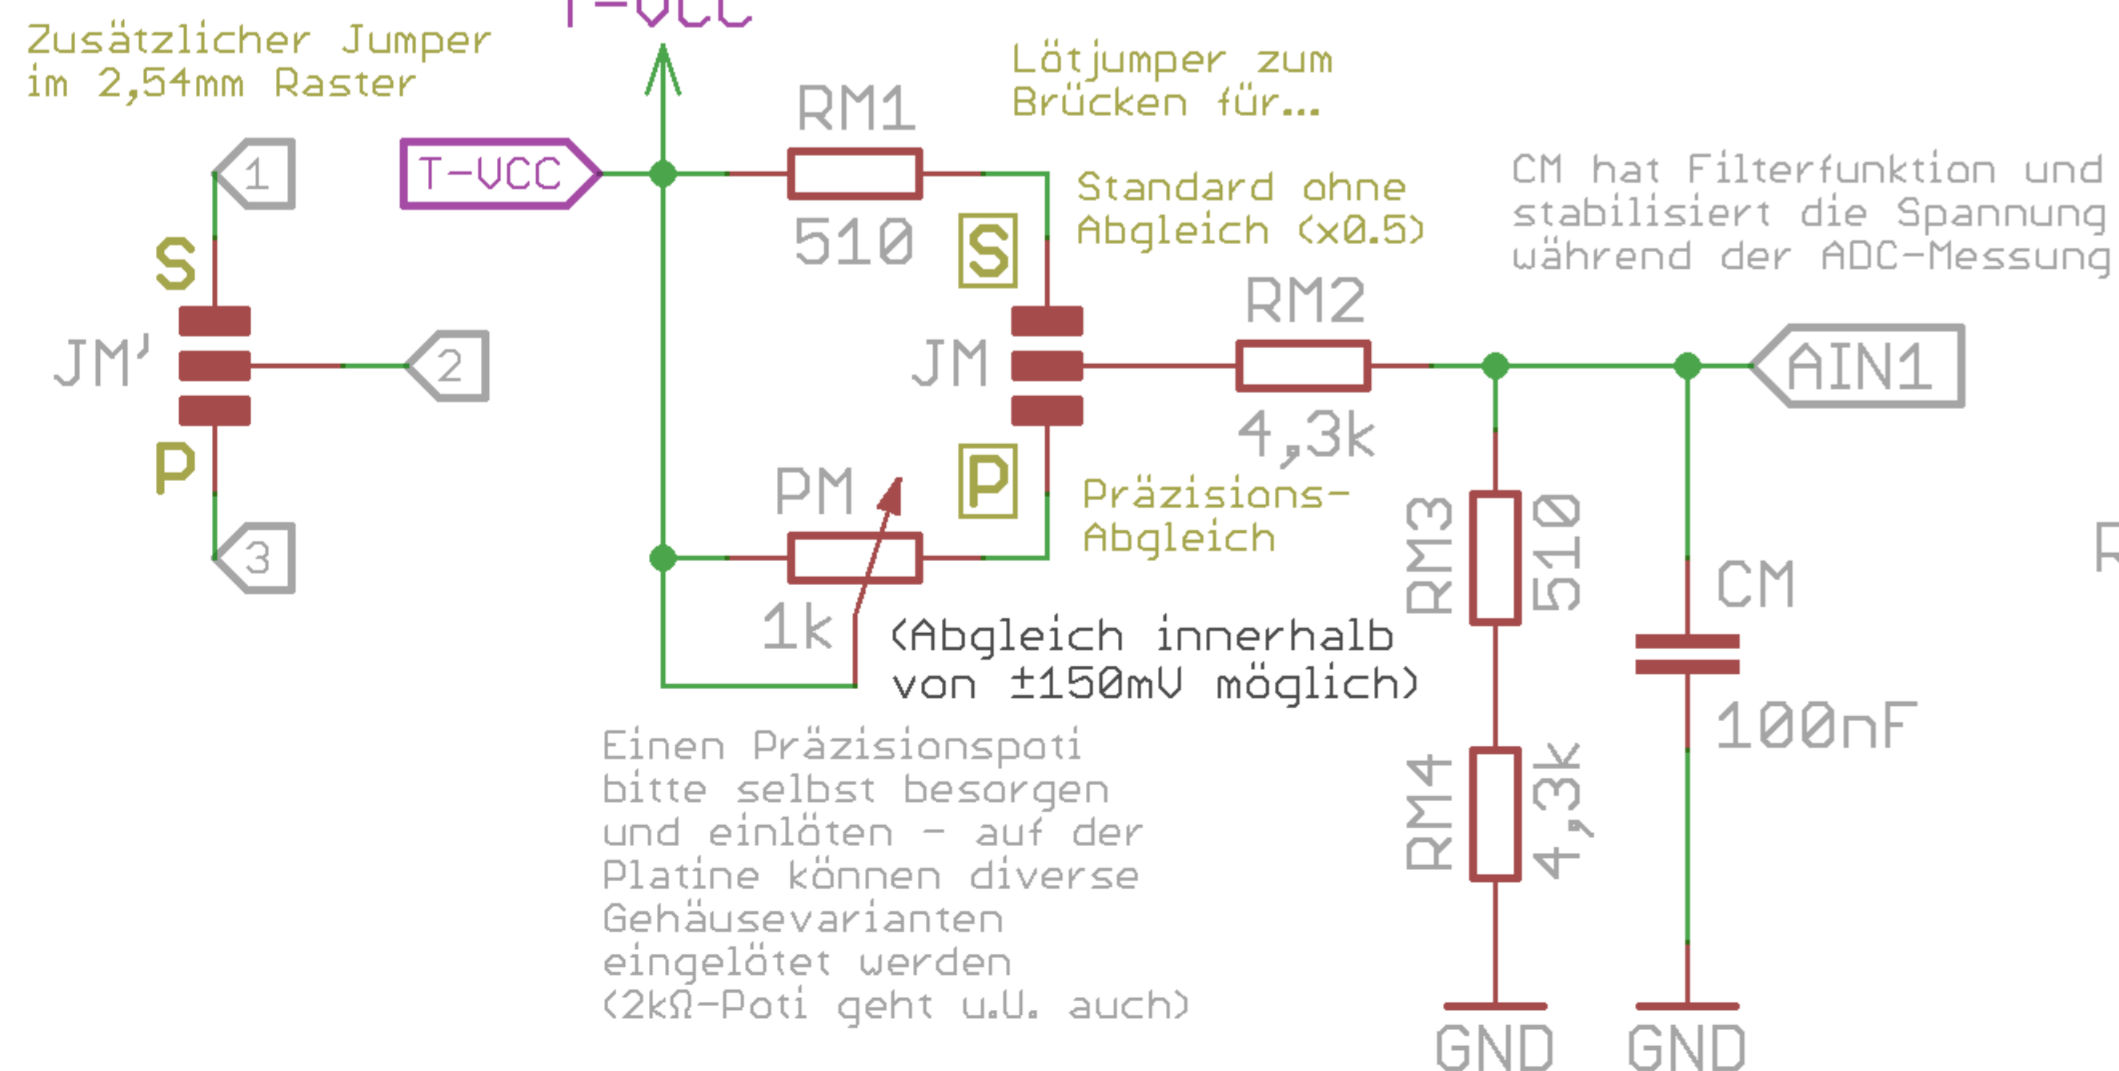 T-VCC
Zusätzlicher Jumper
im 2,54mm Raster
Lötjumper zum
Brücken für...
RM1
510
1
T-VCC
S
Standard ohne
Abgleich (x0.5)
CM hat Filterfunktion und
stabilisiert die Spannung
während der ADC-Messung
S
JM'
2
JM
RM2
4,3k
AIN1
P
3
PM
1k
P
Präzisions-
Abgleich
(Abgleich innerhalb
von ±150mV möglich)
RM3
510
CM
100nF
Einen Präzisionspoti
bitte selbst besorgen
und einlöten - auf der
Platine können diverse
Gehäusevarianten
eingelötet werden
(2kΩ-Poti geht u.U. auch)
RM4
4,3k
GND
GND